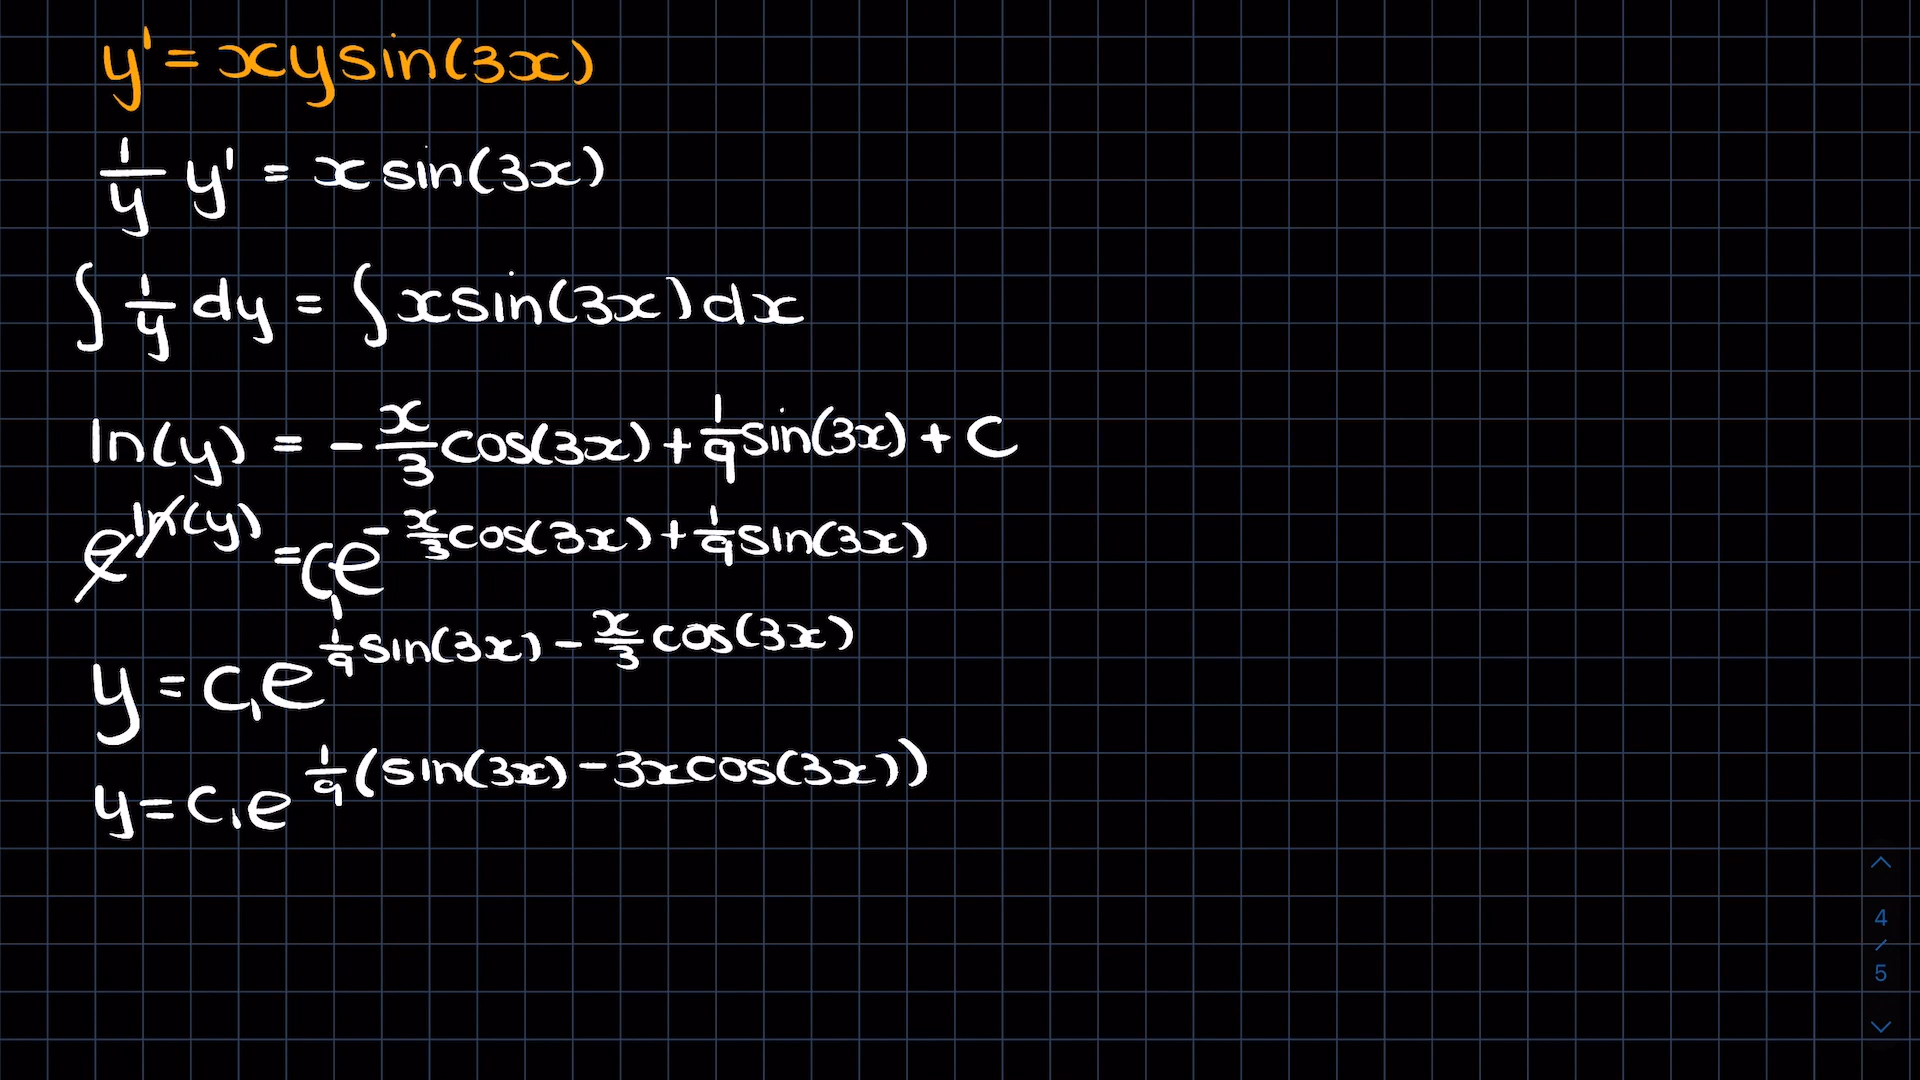 y' = xysin(3x)
1/y y' = x sin(3x)
∫ 1/y dy = ∫ xsin(3x)dx
ln(y) = - x/3 cos(3x) + 1/9 sin(3x) + C
e^(ln(y)) = C₁e^(- x/3 cos(3x) + 1/9 sin(3x))
y = C₁e^(1/9 sin(3x) - x/3 cos(3x))
y = C₁e^(1/9 (sin(3x) - 3xcos(3x)))
4
/
5